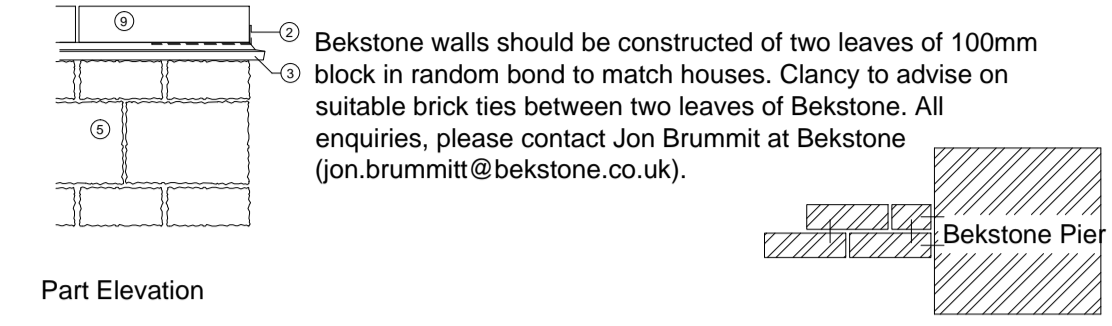 9
2
Bekstone walls should be constructed of two leaves of 100mm
3
block in random bond to match houses. Clancy to advise on
suitable brick ties between two leaves of Bekstone. All
5
enquiries, please contact Jon Brummit at Bekstone
(jon.brummitt@bekstone.co.uk).
Bekstone Pier
Part Elevation